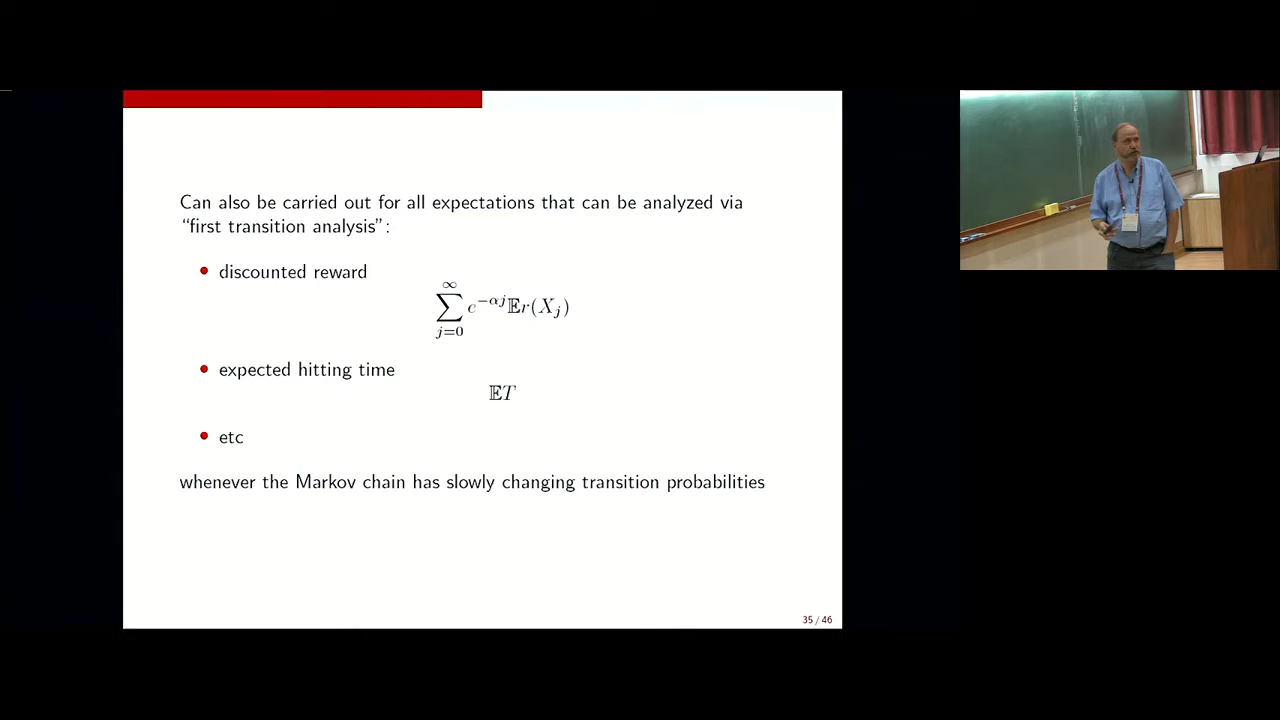 Can also be carried out for all expectations that can be analyzed via
“first transition analysis”:
• discounted reward
∞
∑ e^{-αj} 𝔼r(X_j)
j=0
• expected hitting time
𝔼T
• etc
whenever the Markov chain has slowly changing transition probabilities
35 / 46